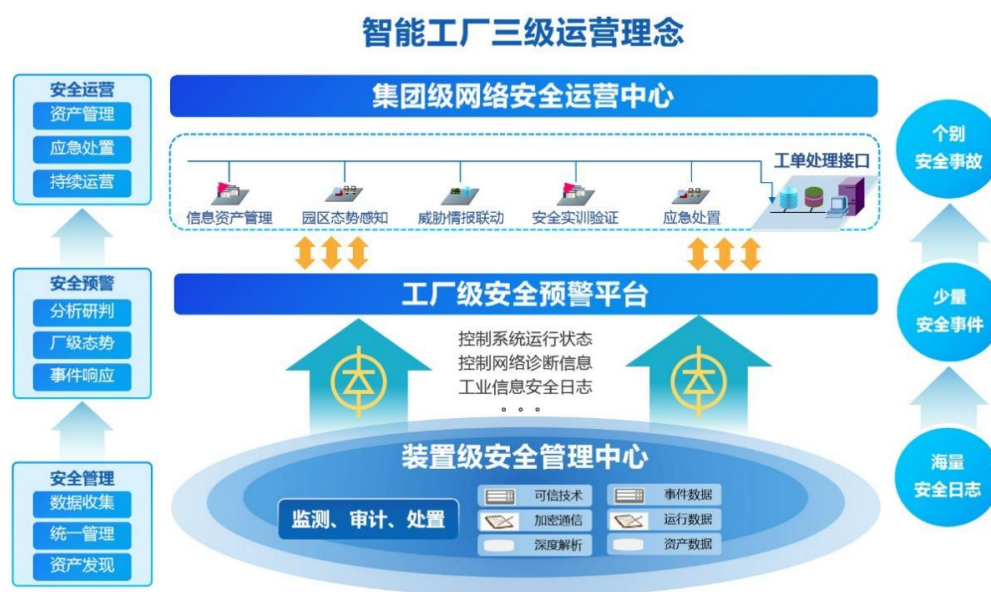 智能工厂三级运营理念
安全运营
资产管理
应急处置
持续运营
集团级网络安全运营中心
工单处理接口
信息资产管理
园区态势感知
威胁情报联动
安全实训验证
应急处置
个别
安全事故
安全预警
分析研判
厂级态势
事件响应
工厂级安全预警平台
控制系统运行状态
控制网络诊断信息
工业信息安全日志
。。。
少量
安全事件
安全管理
数据收集
统一管理
资产发现
装置级安全管理中心
监测、审计、处置
可信技术
事件数据
加密通信
运行数据
深度解析
资产数据
海量
安全日志